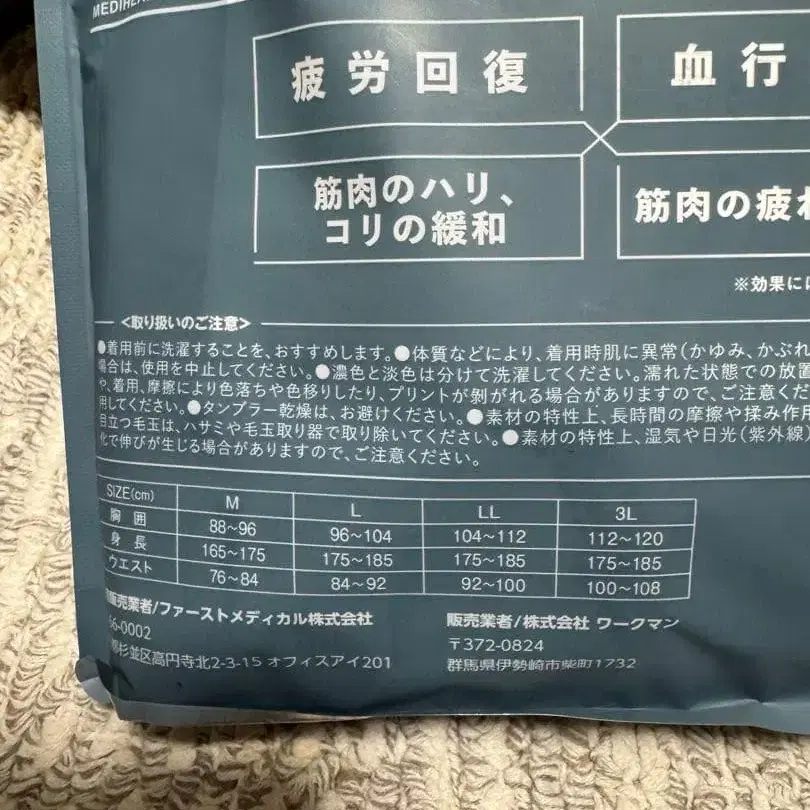 MEDIHEA
疲労回復
血行
筋肉のハリ、
コリの緩和
筋肉の疲れ
※効果には
<取り扱いのご注意>
●着用前に洗濯することを、おすすめします。●体質などにより、着用時肌に異常(かゆみ、かぶれ
場合は、使用を中止してください。●濃色と淡色は分けて洗濯してください。濡れた状態での放置
や、着用、摩擦により色落ちや色移りしたり、プリントが剥がれる場合がありますので、ご注意くだ
用してください。●タンブラー乾燥は、お避けください。●素材の特性上、長時間の摩擦や揉み作
目立つ毛玉は、ハサミや毛玉取り器で取り除いてください。●素材の特性上、湿気や日光(紫外線)
化で伸びが生じる場合がありますので、ご注意ください。
SIZE(cm) M L LL 3L
胸囲 88~96 96~104 104~112 112~120
身長 165~175 175~185 175~185 175~185
ウエスト 76~84 84~92 92~100 100~108
販売業者/ファーストメディカル株式会社
66-0002
都杉並区高円寺北2-3-15 オフィスアイ201
販売業者/株式会社 ワークマン
〒372-0824
群馬県伊勢崎市柴町1732